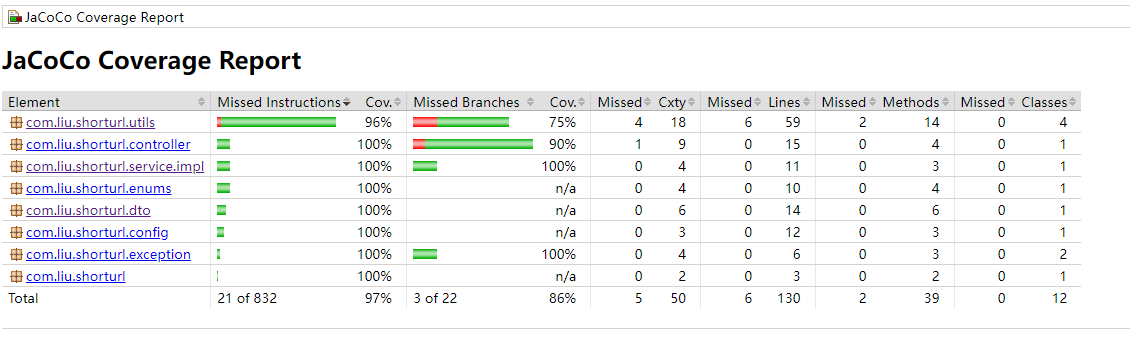 JaCoCo Coverage Report
JaCoCo Coverage Report
Element Missed Instructions Cov. Missed Branches Cov. Missed Cxty Missed Lines Missed Methods Missed Classes
com.liu.shorturl.utils 96% 75% 4 18 6 59 2 14 0 4
com.liu.shorturl.controller 100% 90% 1 9 0 15 0 4 0 1
com.liu.shorturl.service.impl 100% 100% 0 4 0 11 0 3 0 1
com.liu.shorturl.enums 100% n/a 0 4 0 10 0 4 0 1
com.liu.shorturl.dto 100% n/a 0 6 0 14 0 6 0 1
com.liu.shorturl.config 100% n/a 0 3 0 12 0 3 0 1
com.liu.shorturl.exception 100% 100% 0 4 0 6 0 3 0 2
com.liu.shorturl 100% n/a 0 2 0 3 0 2 0 1
Total 21 of 832 97% 3 of 22 86% 5 50 6 130 2 39 0 12